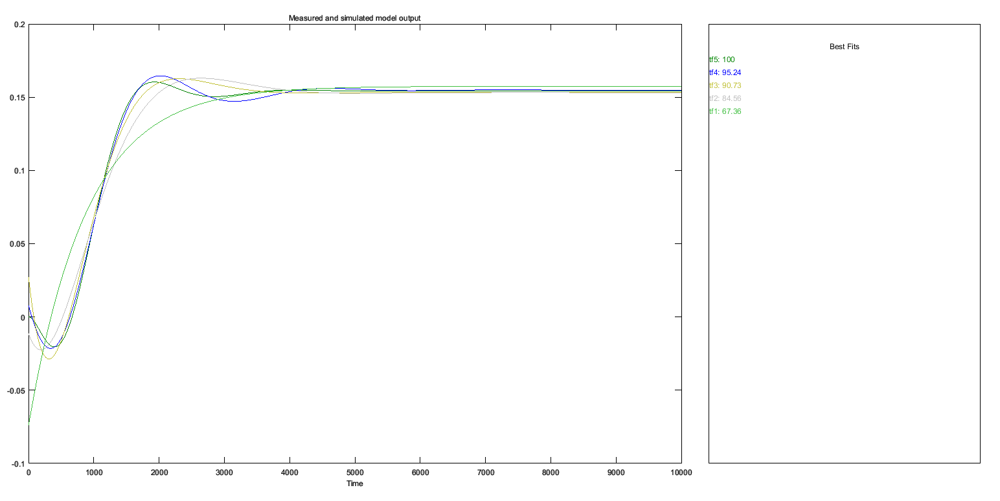 Measured and simulated model output
0.2
0.15
0.1
0.05
0
-0.05
-0.1
0 1000 2000 3000 4000 5000 6000 7000 8000 9000 10000
Time
Best Fits
tf5: 100
tf4: 95.24
tf3: 90.73
tf2: 84.56
tf1: 67.36